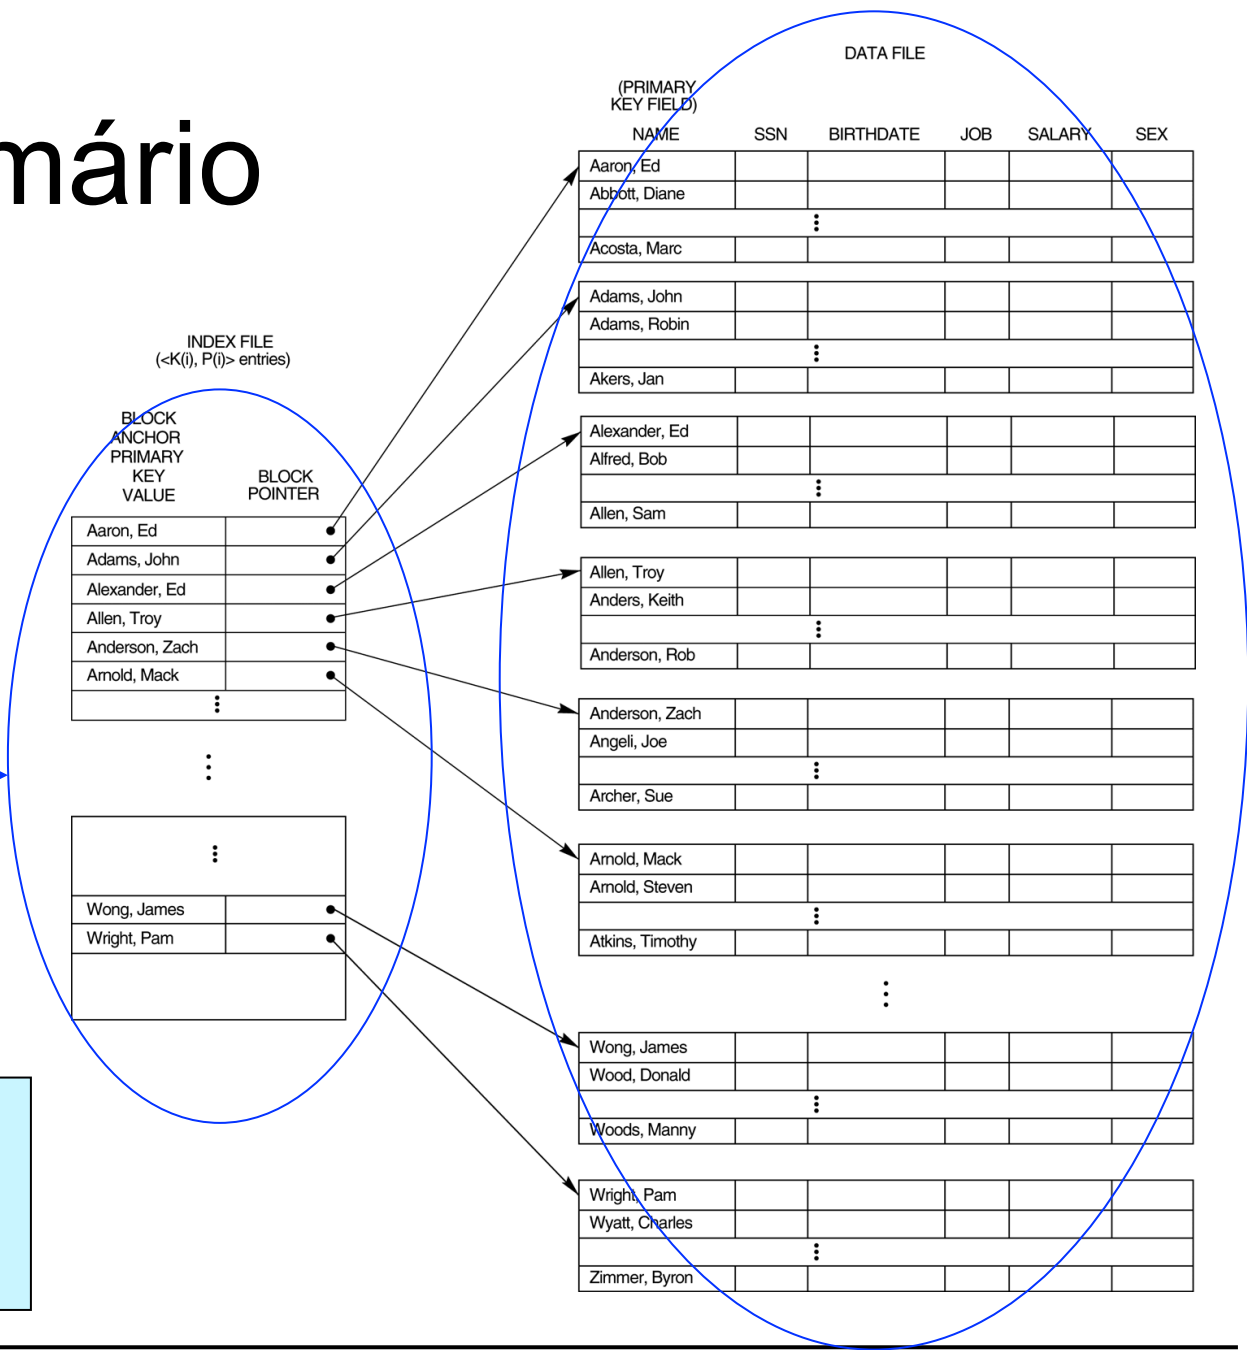 mário
DATA FILE
(PRIMARY
KEY FIELD)
NAME SSN BIRTHDATE JOB SALARY SEX
Aaron, Ed
Abbott, Diane
Acosta, Marc
Adams, John
Adams, Robin
Akers, Jan
Alexander, Ed
Alfred, Bob
Allen, Sam
Allen, Troy
Anders, Keith
Anderson, Rob
Anderson, Zach
Angeli, Joe
Archer, Sue
Arnold, Mack
Arnold, Steven
Atkins, Timothy
Wong, James
Wood, Donald
Woods, Manny
Wright, Pam
Wyatt, Charles
Zimmer, Byron
INDEX FILE
(<K(i), P(i)> entries)
BLOCK
ANCHOR
PRIMARY
KEY
VALUE
BLOCK
POINTER
Aaron, Ed
Adams, John
Alexander, Ed
Allen, Troy
Anderson, Zach
Arnold, Mack
Wong, James
Wright, Pam